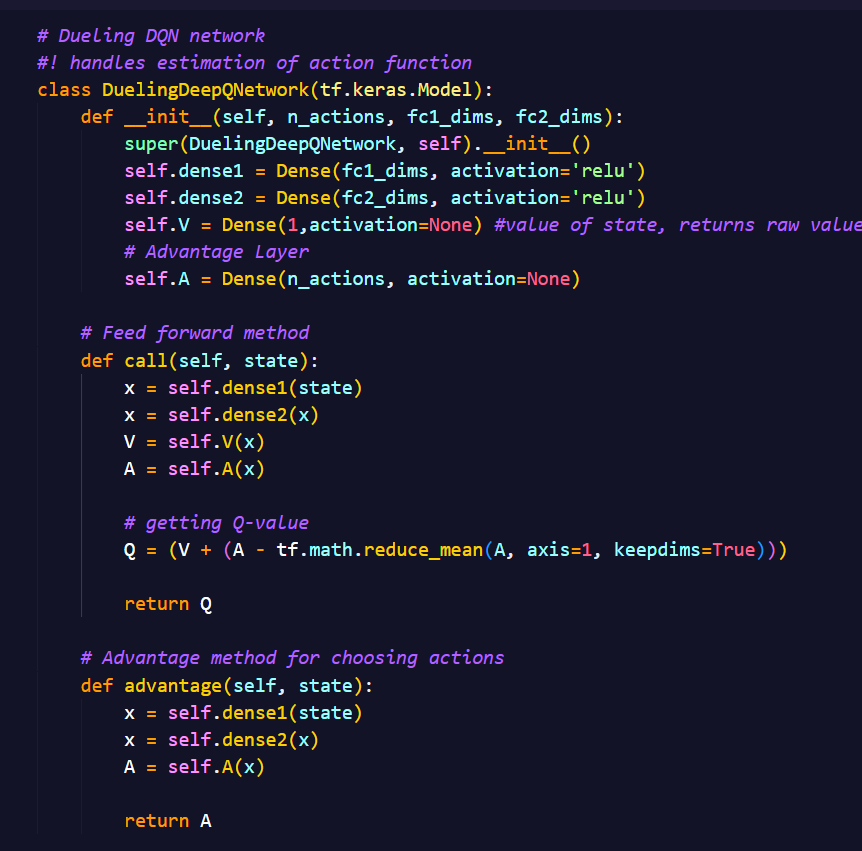 # Dueling DQN network
#! handles estimation of action function
class DuelingDeepQNetwork(tf.keras.Model):
    def __init__(self, n_actions, fc1_dims, fc2_dims):
        super(DuelingDeepQNetwork, self).__init__()
        self.dense1 = Dense(fc1_dims, activation='relu')
        self.dense2 = Dense(fc2_dims, activation='relu')
        self.V = Dense(1,activation=None) #value of state, returns raw value
        # Advantage Layer
        self.A = Dense(n_actions, activation=None)
    # Feed forward method
    def call(self, state):
        x = self.dense1(state)
        x = self.dense2(x)
        V = self.V(x)
        A = self.A(x)
        # getting Q-value
        Q = (V + (A - tf.math.reduce_mean(A, axis=1, keepdims=True)))
        return Q
    # Advantage method for choosing actions
    def advantage(self, state):
        x = self.dense1(state)
        x = self.dense2(x)
        A = self.A(x)
        return A